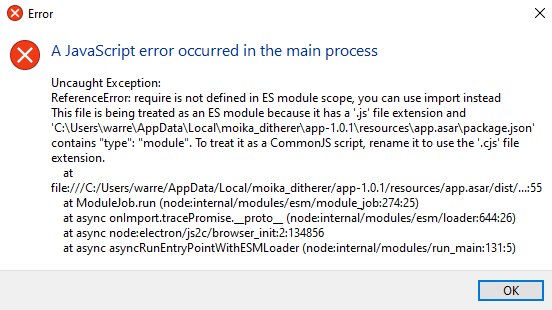 Error
A JavaScript error occurred in the main process
Uncaught Exception:
ReferenceError: require is not defined in ES module scope, you can use import instead
This file is being treated as an ES module because it has a '.js' file extension and
'C:\Users\warre\AppData\Local\moika_ditherer\app-1.0.1\resources\app.asar\package.json'
contains "type": "module". To treat it as a CommonJS script, rename it to use the '.cjs' file
extension.
at
file:///C:/Users/warre/AppData/Local/moika_ditherer/app-1.0.1/resources/app.asar/dist/...:55
at ModuleJob.run (node:internal/modules/esm/module_job:274:25)
at async onImport.tracePromise.__proto__ (node:internal/modules/esm/loader:644:26)
at async node:electron/js2c/browser_init:2:134856
at async asyncRunEntryPointWithESMLoader (node:internal/modules/run_main:131:5)
OK